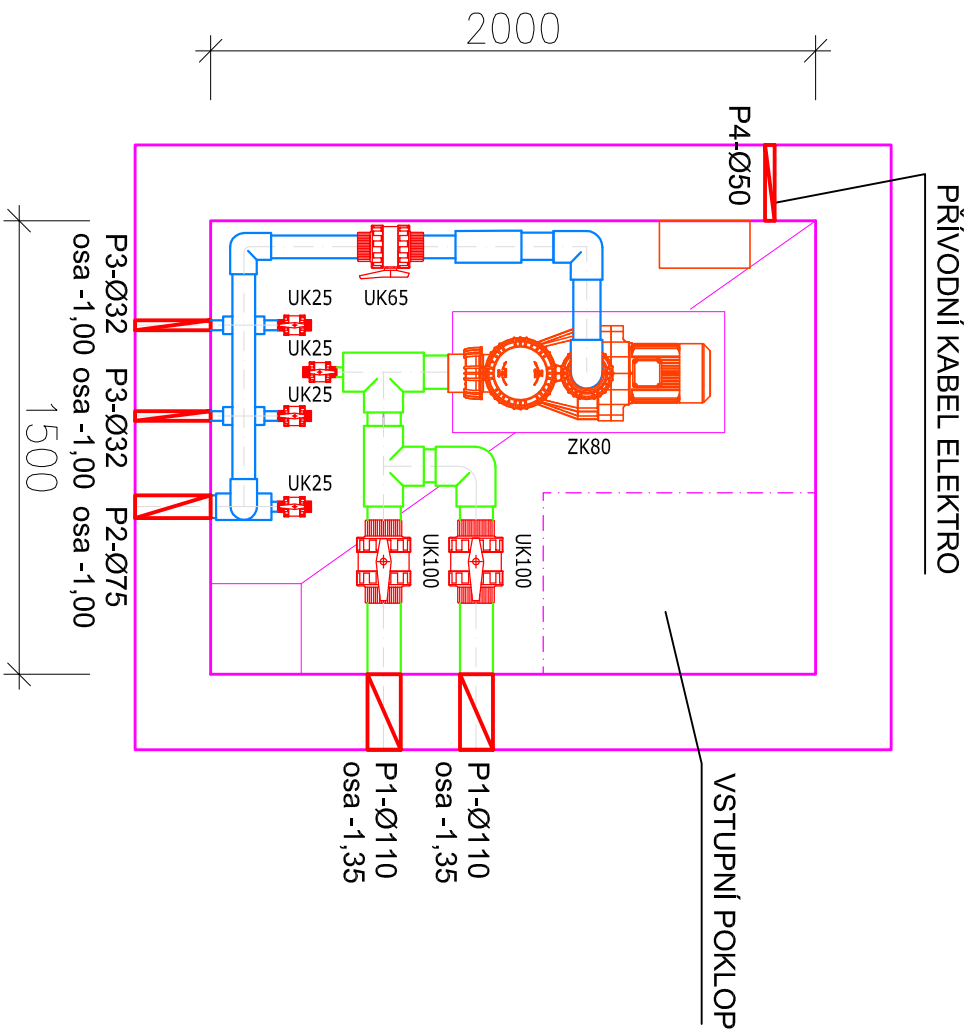 2000
P4-Ø50
PŘÍVODNÍ KABEL ELEKTRO
UK25
UK65
UK25
UK25
ZK80
UK25
UK100
UK100
P3-Ø32
osa -1,00
P3-Ø32
osa -1,00
P2-Ø75
osa -1,00
1500
P1-Ø110
osa -1,35
P1-Ø110
osa -1,35
VSTUPNÍ POKLOP